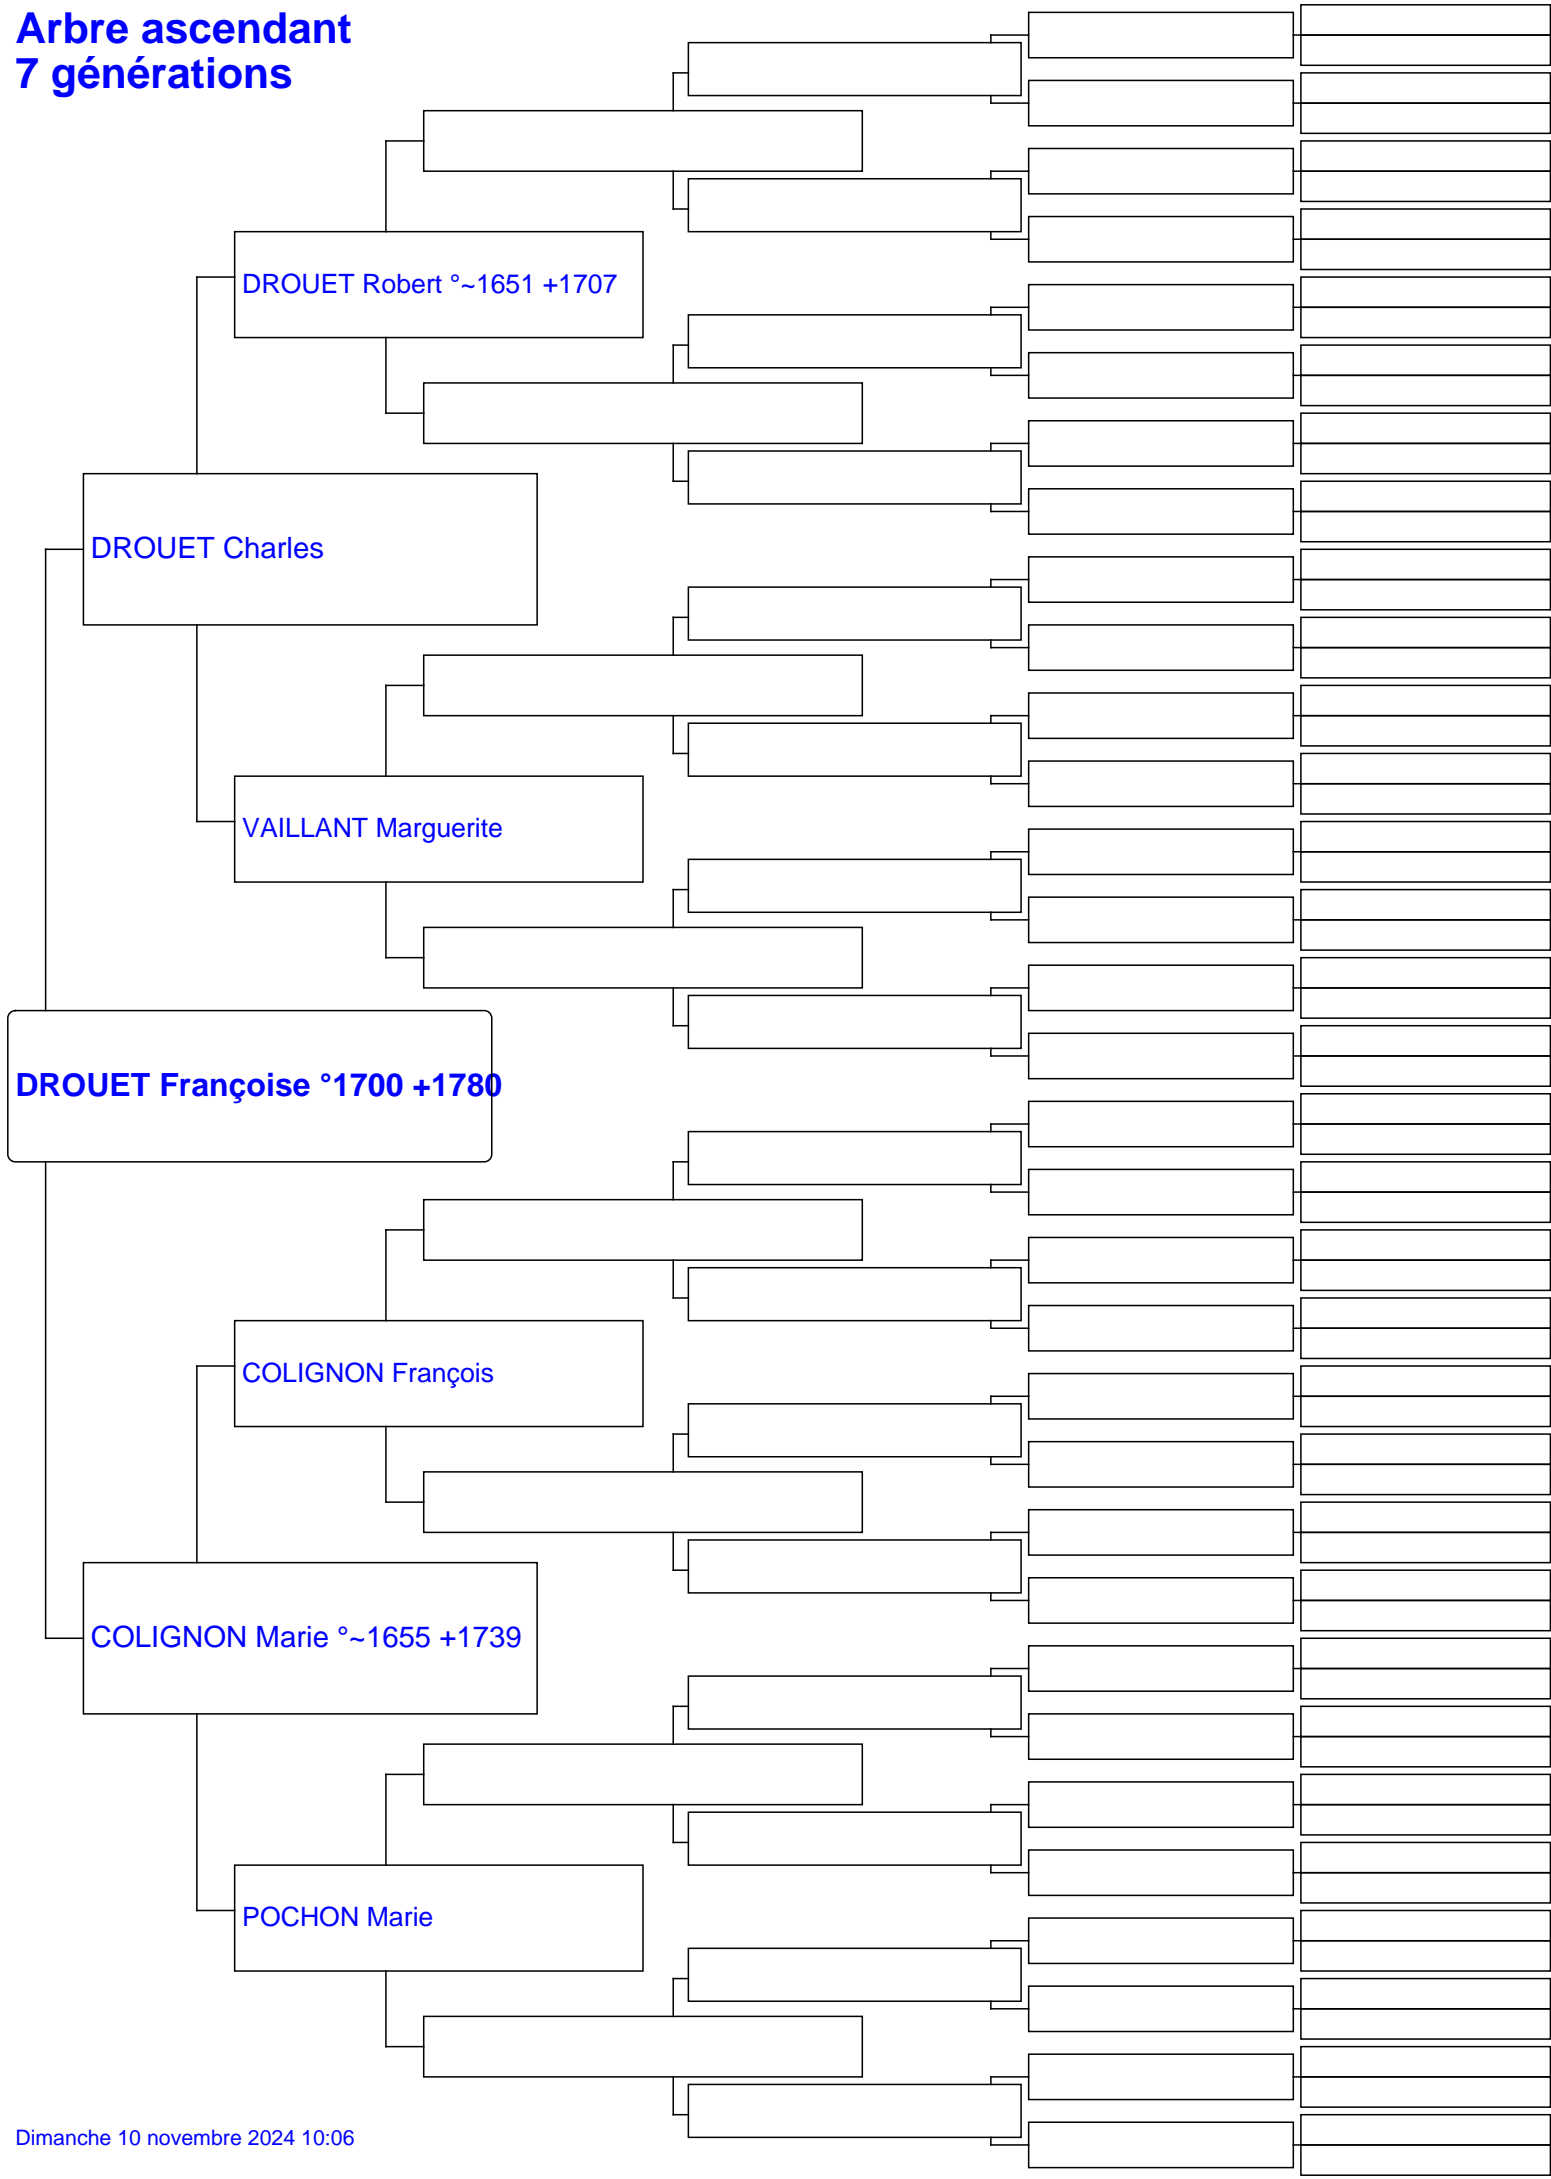 Arbre ascendant
7 générations
DROUET Robert °~1651 +1707
DROUET Charles
VAILLANT Marguerite
DROUET Françoise °1700 +1780
COLIGNON François
COLIGNON Marie °~1655 +1739
POCHON Marie
Dimanche 10 novembre 2024 10:06